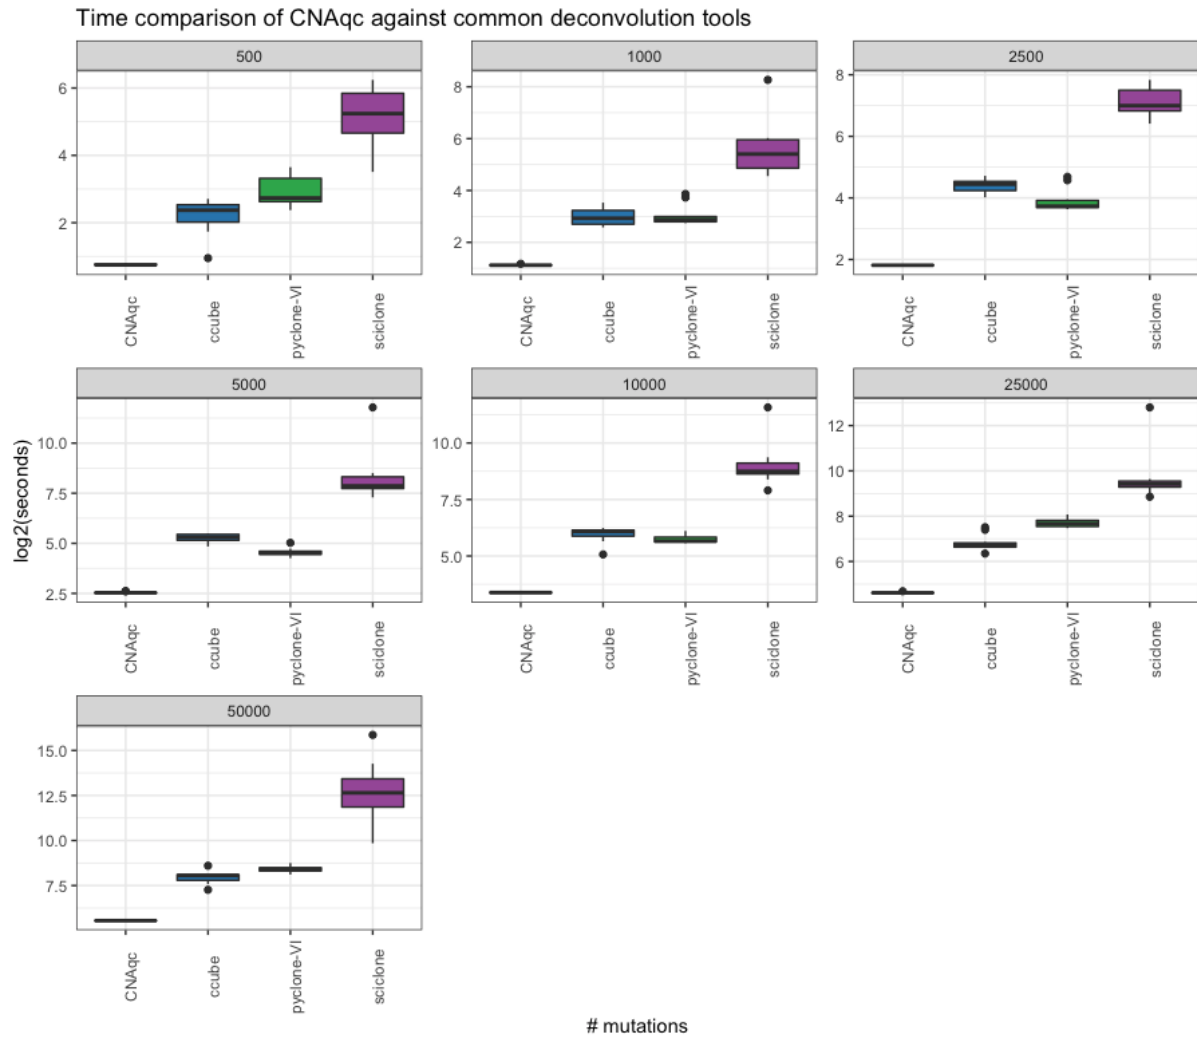 Time comparison of CNAqc against common deconvolution tools
500
6
4
2
CNAqc
ccube
pyclone-VI
sciclone
1000
8
6
4
2
CNAqc
ccube
pyclone-VI
sciclone
2500
8
6
4
2
CNAqc
ccube
pyclone-VI
sciclone
log2(seconds)
5000
10.0
7.5
5.0
2.5
CNAqc
ccube
pyclone-VI
sciclone
10000
10.0
7.5
5.0
CNAqc
ccube
pyclone-VI
sciclone
25000
12
10
8
6
CNAqc
ccube
pyclone-VI
sciclone
50000
15.0
12.5
10.0
7.5
CNAqc
ccube
pyclone-VI
sciclone
# mutations